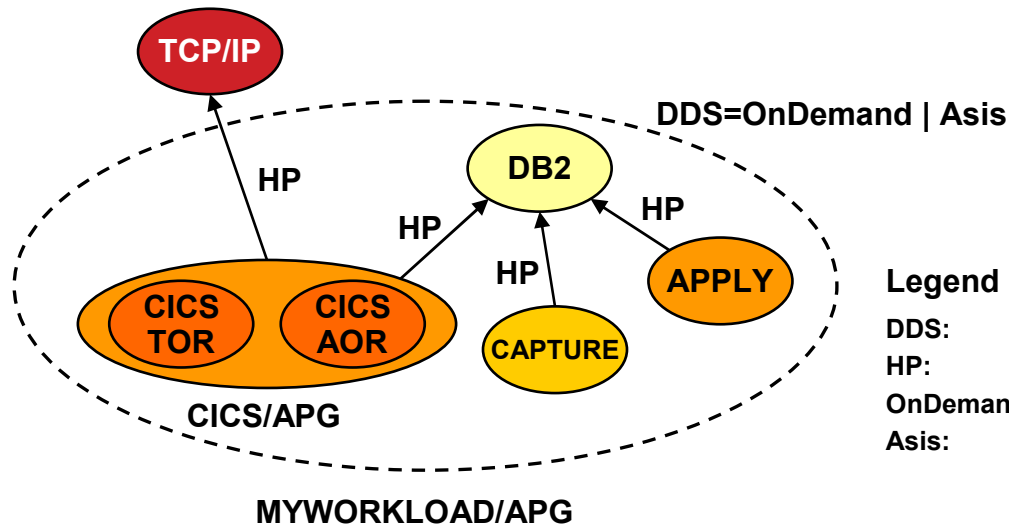 TCP/IP
DDS=OnDemand | Asis
HP
DB2
HP
HP
HP
CICS
TOR
CICS
AOR
APPLY
CAPTURE
CICS/APG
MYWORKLOAD/APG
Legend
DDS:
HP:
OnDeman
Asis: